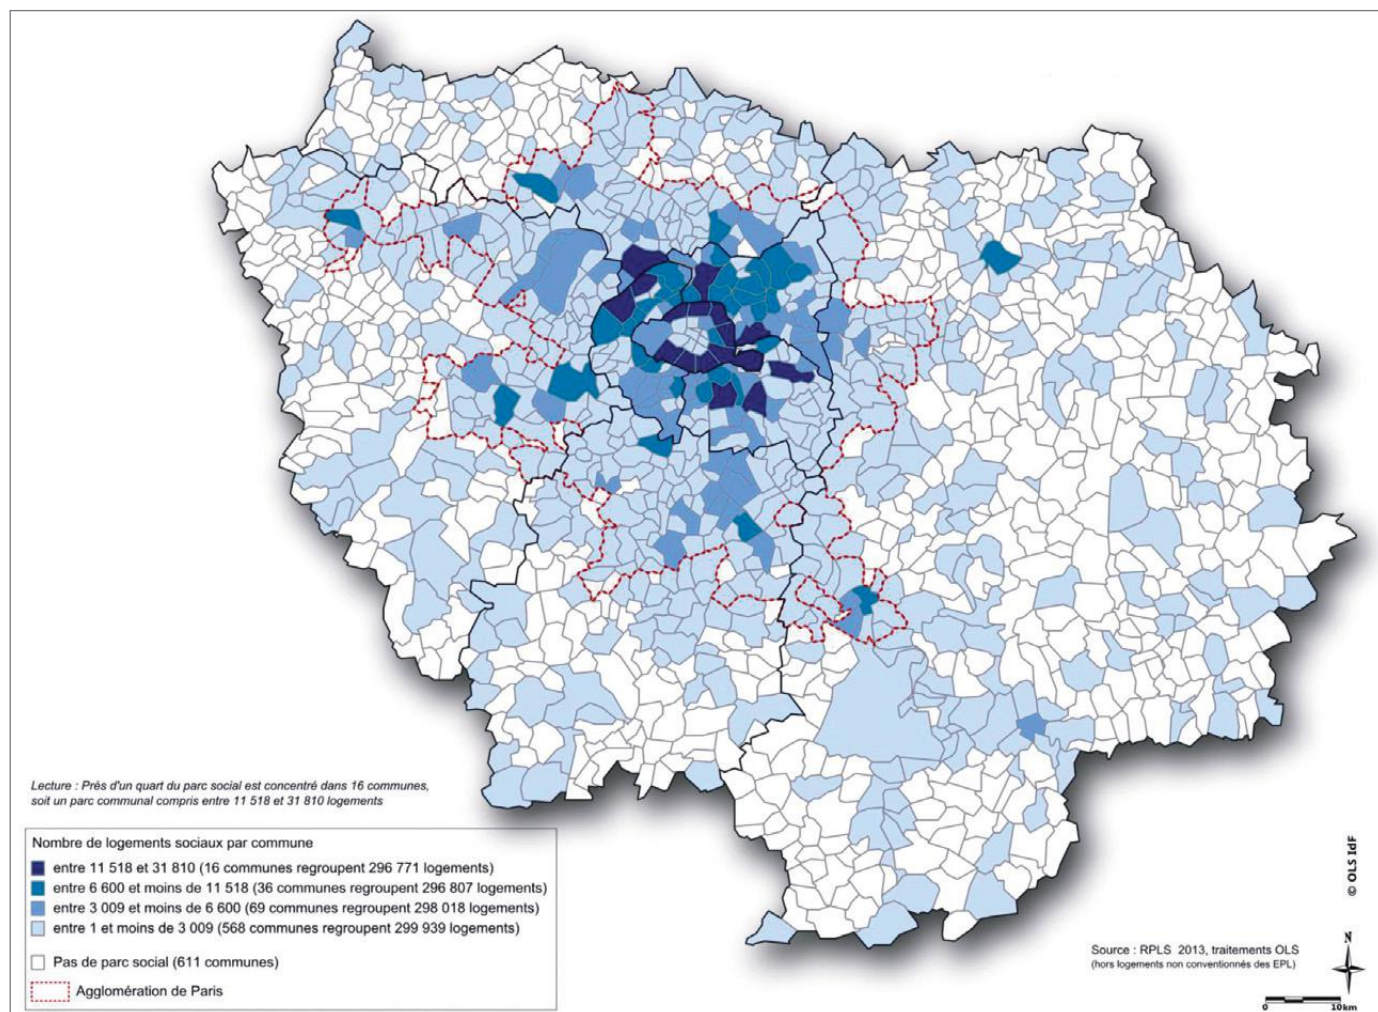 Lecture : Près d'un quart du parc social est concentré dans 16 communes,
soit un parc communal compris entre 11 518 et 31 810 logements
Nombre de logements sociaux par commune
entre 11 518 et 31 810 (16 communes regroupent 296 771 logements)
entre 6 600 et moins de 11 518 (36 communes regroupent 296 807 logements)
entre 3 009 et moins de 6 600 (69 communes regroupent 298 018 logements)
entre 1 et moins de 3 009 (568 communes regroupent 299 939 logements)
Pas de parc social (611 communes)
Agglomération de Paris
© OLS IdF
Source : RPLS 2013, traitements OLS
(hors logements non conventionnés des EPL)
N
0 10km